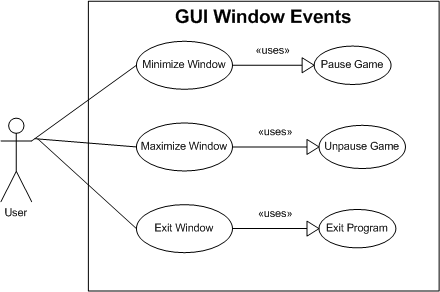 GUI Window Events
«uses»
Minimize Window
Pause Game
«uses»
Maximize Window
Unpause Game
User
«uses»
Exit Window
Exit Program